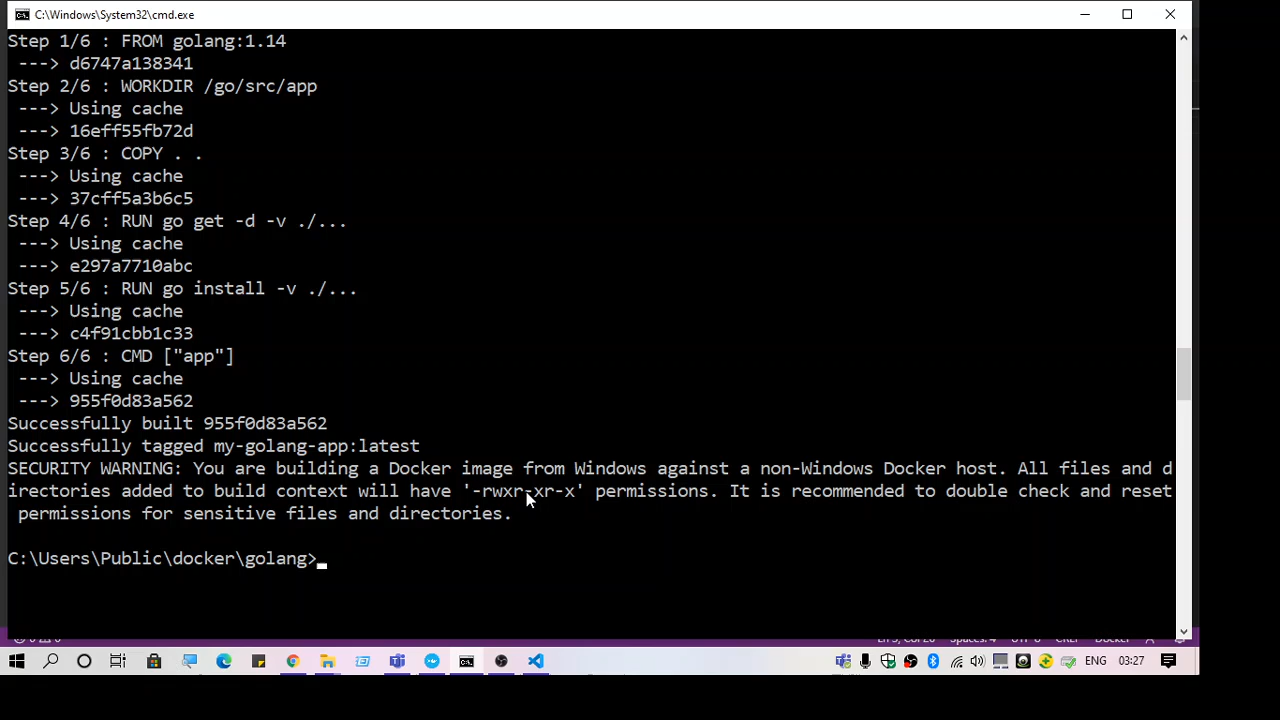 C:\Windows\System32\cmd.exe
Step 1/6 : FROM golang:1.14
---> d6747a138341
Step 2/6 : WORKDIR /go/src/app
---> Using cache
---> 16eff55fb72d
Step 3/6 : COPY . .
---> Using cache
---> 37cff5a3b6c5
Step 4/6 : RUN go get -d -v ./...
---> Using cache
---> e297a7710abc
Step 5/6 : RUN go install -v ./...
---> Using cache
---> c4f91cbb1c33
Step 6/6 : CMD ["app"]
---> Using cache
---> 955f0d83a562
Successfully built 955f0d83a562
Successfully tagged my-golang-app:latest
SECURITY WARNING: You are building a Docker image from Windows against a non-Windows Docker host. All files and d
irectories added to build context will have '-rwxr-xr-x' permissions. It is recommended to double check and reset
permissions for sensitive files and directories.
C:\Users\Public\docker\golang>
ENG 03:27